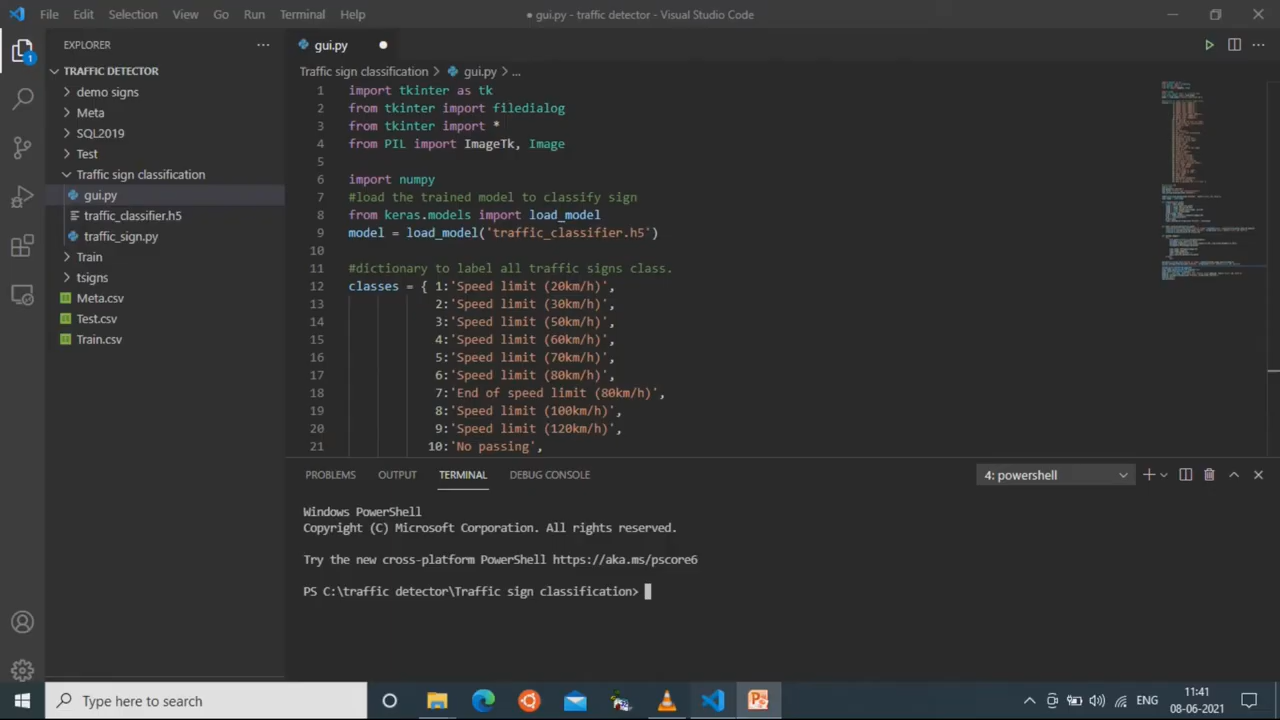 File Edit Selection View Go Run Terminal Help
● gui.py - traffic detector - Visual Studio Code
EXPLORER
TRAFFIC DETECTOR
demo signs
Meta
SQL2019
Test
Traffic sign classification
gui.py
traffic_classifier.h5
traffic_sign.py
Train
tsigns
Meta.csv
Test.csv
Train.csv
1
gui.py
Traffic sign classification > gui.py > ...
1 import tkinter as tk
2 from tkinter import filedialog
3 from tkinter import *
4 from PIL import ImageTk, Image
5
6 import numpy
7 #load the trained model to classify sign
8 from keras.models import load_model
9 model = load_model('traffic_classifier.h5')
10
11 #dictionary to label all traffic signs class.
12 classes = { 1:'Speed limit (20km/h)',
13 2:'Speed limit (30km/h)',
14 3:'Speed limit (50km/h)',
15 4:'Speed limit (60km/h)',
16 5:'Speed limit (70km/h)',
17 6:'Speed limit (80km/h)',
18 7:'End of speed limit (80km/h)',
19 8:'Speed limit (100km/h)',
20 9:'Speed limit (120km/h)',
21 10:'No passing',
PROBLEMS OUTPUT TERMINAL DEBUG CONSOLE
4: powershell
Windows PowerShell
Copyright (C) Microsoft Corporation. All rights reserved.
Try the new cross-platform PowerShell https://aka.ms/pscore6
PS C:\traffic detector\Traffic sign classification>
Type here to search
ENG
11:41
08-06-2021